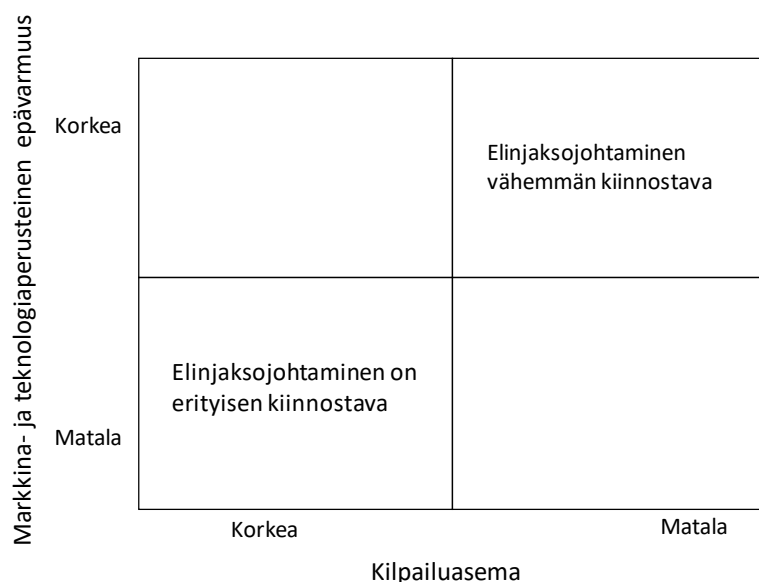 Markkina- ja teknologiaperusteinen epävarmuus
Korkea
Elinjaksojohtaminen
vähemmän kiinnostava
Elinjaksojohtaminen on
erityisen kiinnostava
Matala
Korkea
Matala
Kilpailuasema